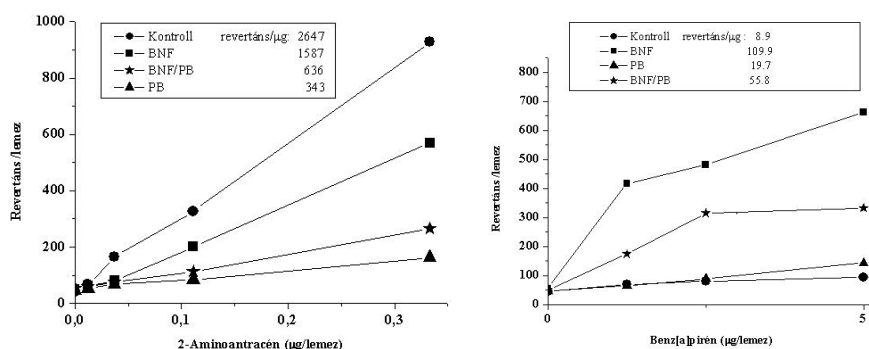 Kontroll revertáns/µg: 2647
BNF 1587
BNF/PB 636
PB 343
1000
800
600
400
200
0
Revertáns /lemez
0,0 0,1 0,2 0,3
2-Aminoantracén (µg/lemez)
Kontroll revertáns/µg : 8.9
BNF 109.9
PB 19.7
BNF/PB 55.8
800
700
600
500
400
300
200
100
0
Revertáns /lemez
0 5
Benz[a]pirén (µg/lemez)